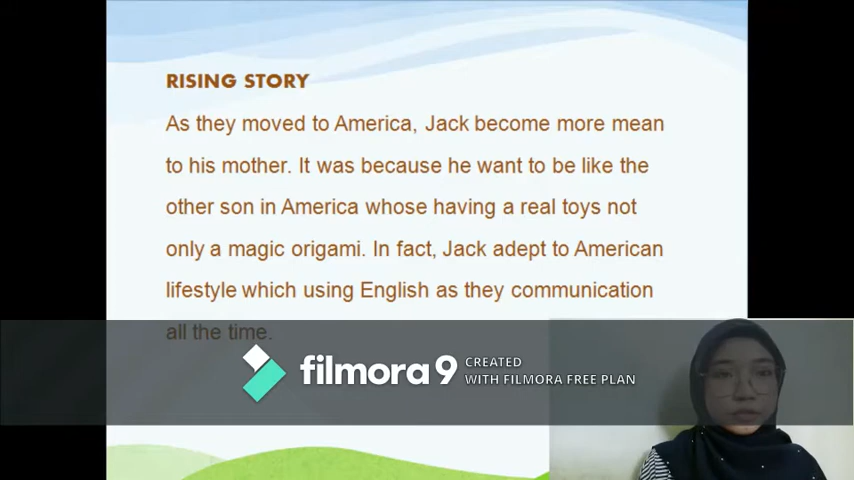 RISING STORY
As they moved to America, Jack become more mean
to his mother. It was because he want to be like the
other son in America whose having a real toys not
only a magic origami. In fact, Jack adept to American
lifestyle which using English as they communication
all the time.
filmora9
CREATED
WITH FILMORA FREE PLAN